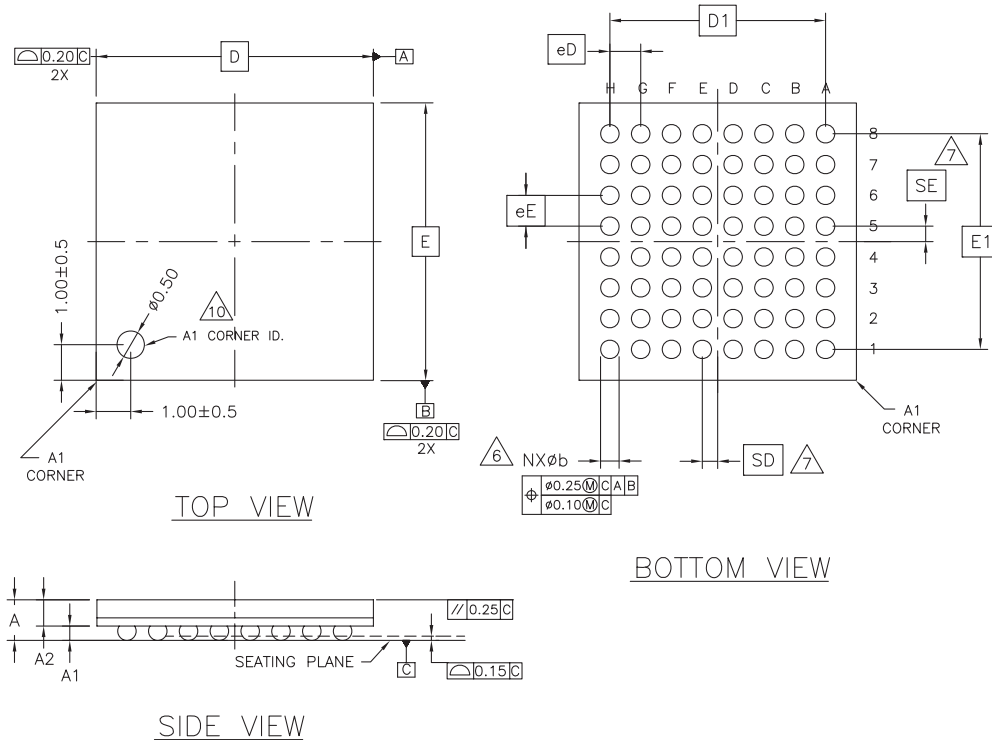 ⌓ 0.20 C
2X
D
A
1.00±0.5
ø0.50
10
A1 CORNER ID.
E
1.00±0.5
B
⌓ 0.20 C
2X
A1
CORNER
TOP VIEW
D1
eD
H G F E D C B A
8
7
6
5
4
3
2
1
7
SE
eE
E1
A1
CORNER
6
NXøb
SD
7
⌖ ø0.25Ⓜ C A B
ø0.10Ⓜ C
BOTTOM VIEW
A
A2
A1
// 0.25 C
SEATING PLANE
C
⌓ 0.15 C
SIDE VIEW